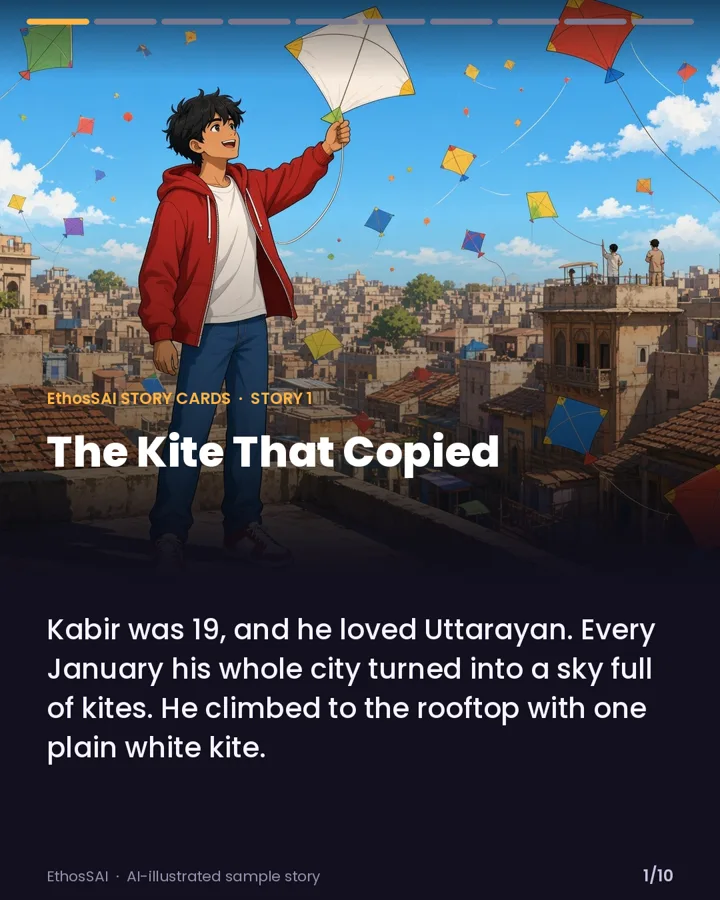 EthosSAI STORY CARDS · STORY 1
The Kite That Copied
Kabir was 19, and he loved Uttarayan. Every
January his whole city turned into a sky full
of kites. He climbed to the rooftop with one
plain white kite.
EthosSAI · AI-illustrated sample story
1/10